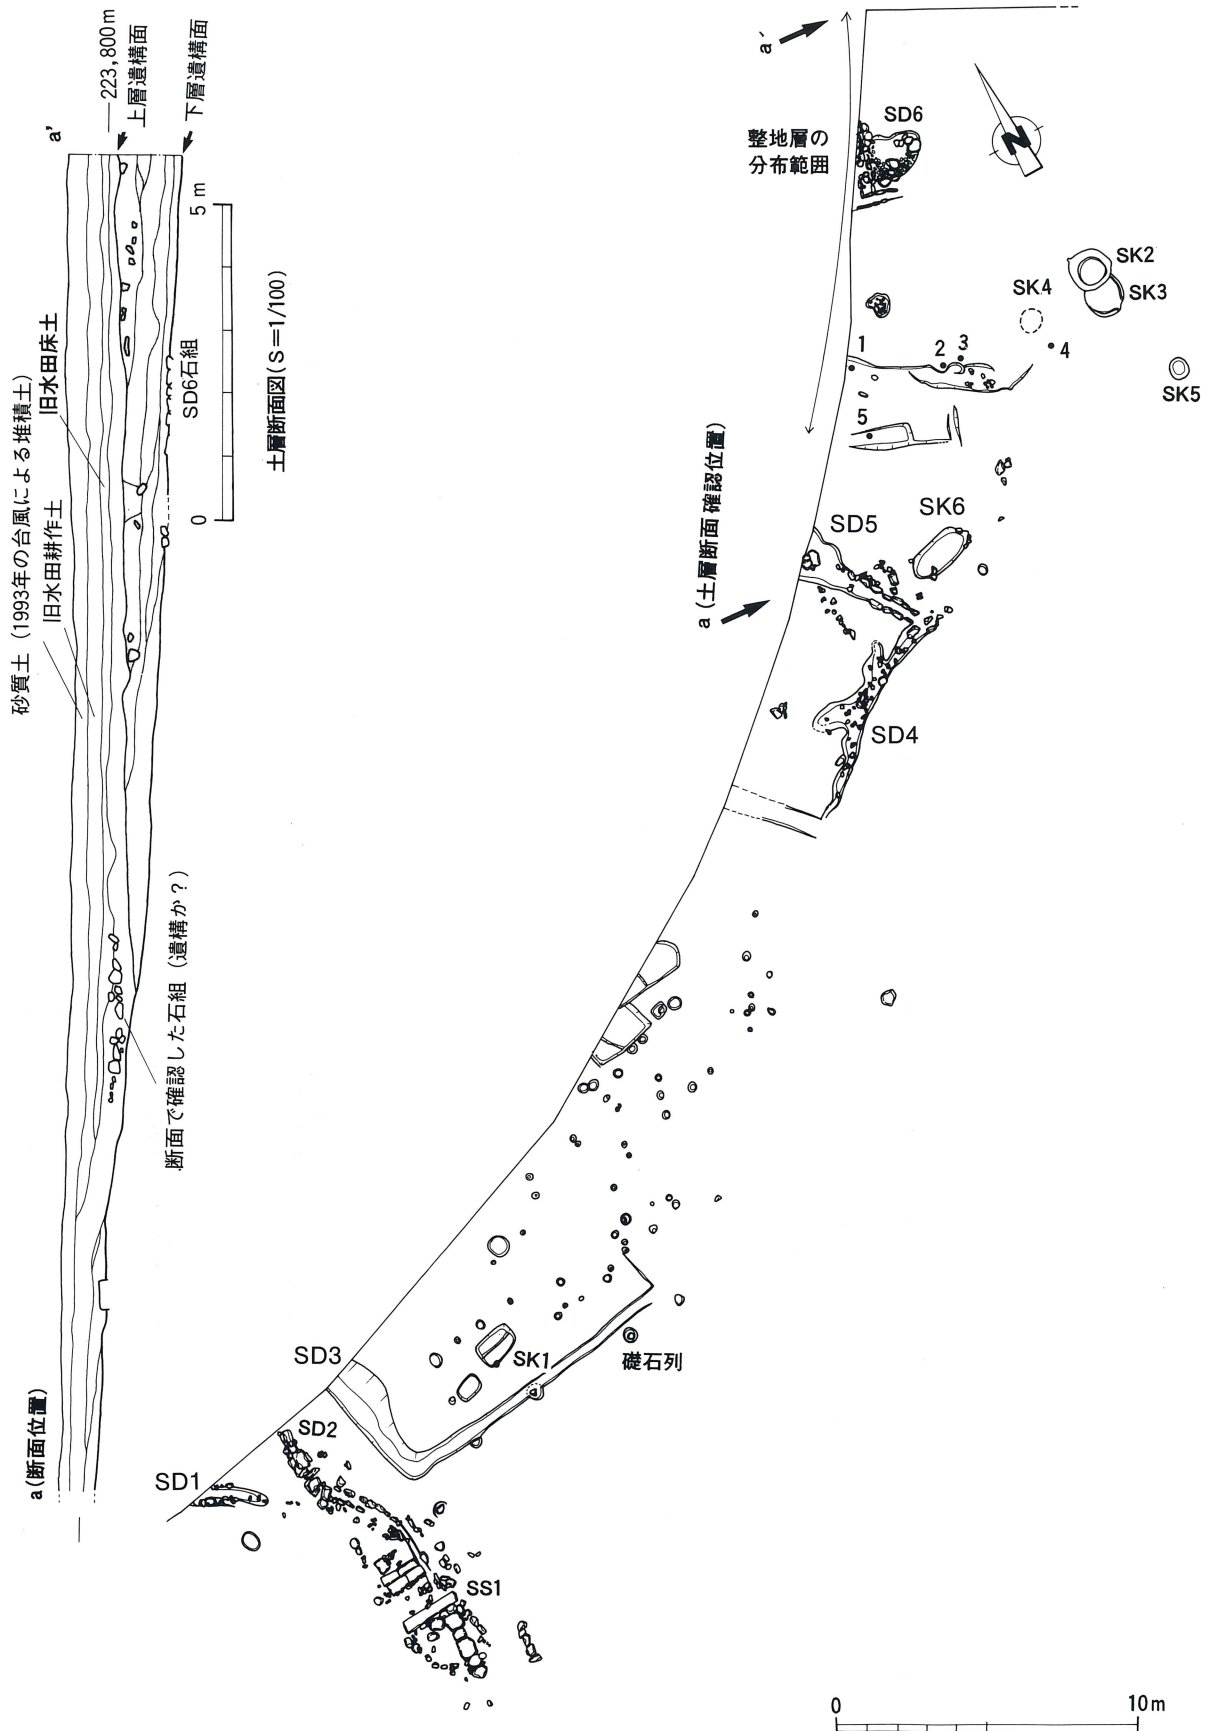 a'
223,800m
上層遺構面
下層遺構面
5 m
0
SD6石組
土層断面図(S=1/100)
旧水田床土
砂質土（1993年の台風による堆積土）
旧水田耕作土
断面で確認した石組（遺構か？）
a(断面位置)
a'
整地層の
分布範囲
SD6
N
SK2
SK3
SK4
1
2
3
4
SK5
5
a（土層断面確認位置）
SD5
SK6
SD4
SD3
SK1
礎石列
SD2
SD1
SS1
0
10m